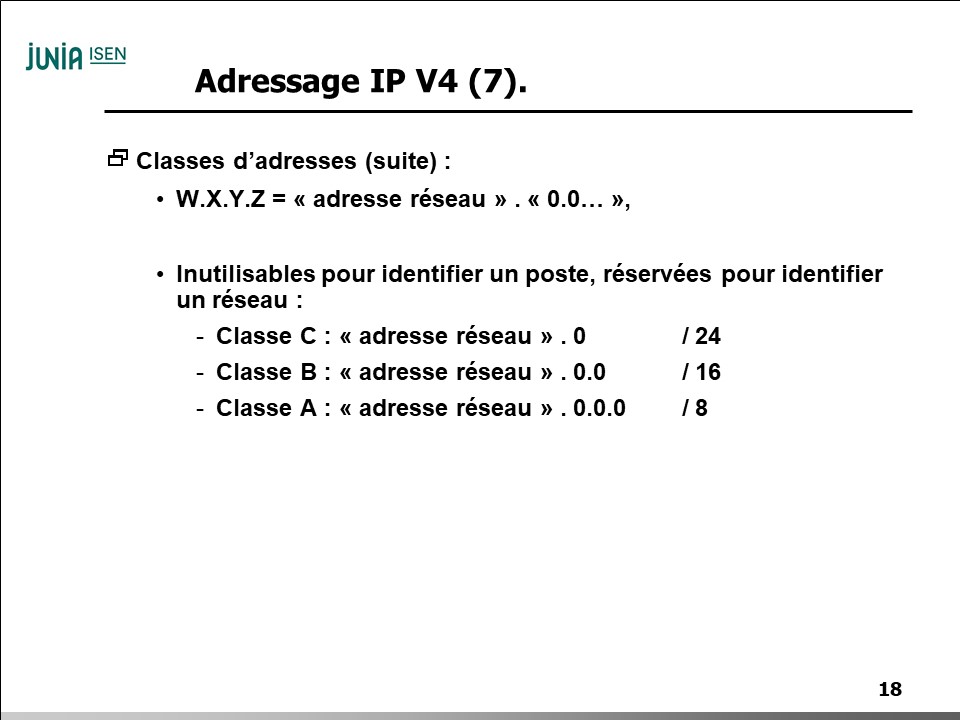 JUNIA ISEN
Adressage IP V4 (7).
Classes d’adresses (suite) :
• W.X.Y.Z = « adresse réseau » . « 0.0… »,
• Inutilisables pour identifier un poste, réservées pour identifier
un réseau :
- Classe C : « adresse réseau » . 0 / 24
- Classe B : « adresse réseau » . 0.0 / 16
- Classe A : « adresse réseau » . 0.0.0 / 8
18